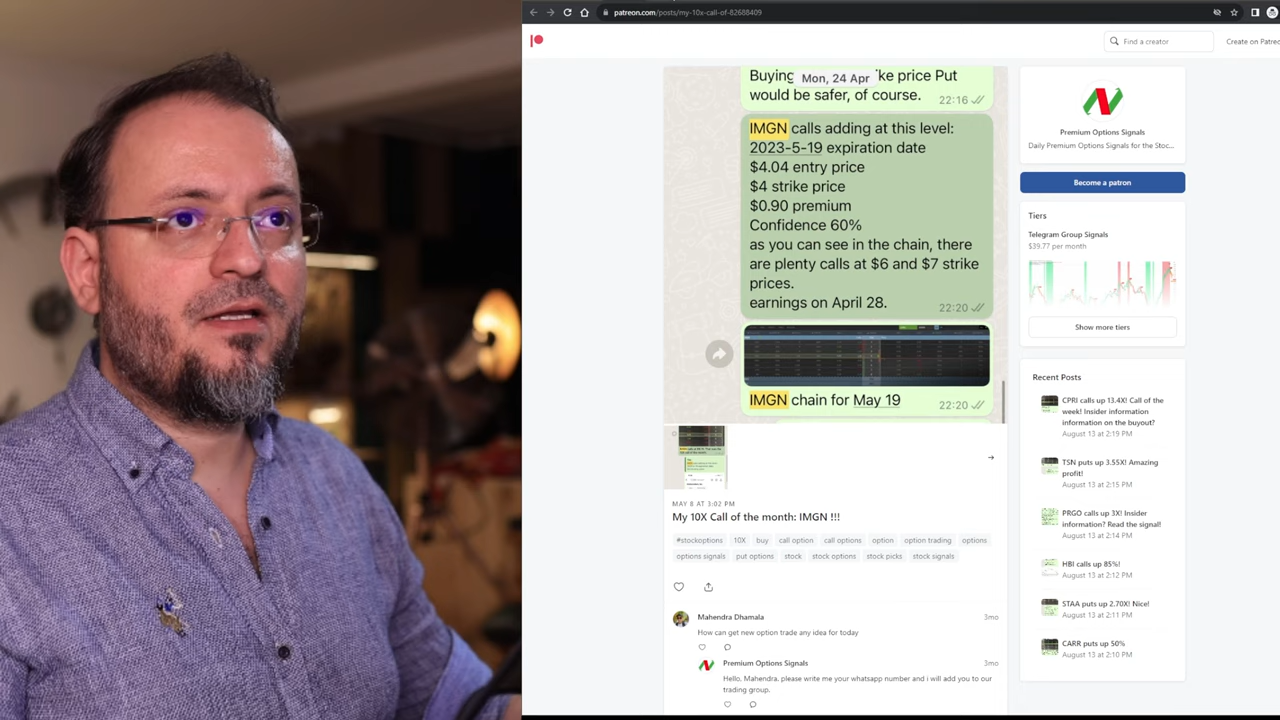 patreon.com/posts/my-10x-call-of-82688409
Find a creator
Create on Patreo
Buying
Mon, 24 Apr
ke price Put
would be safer, of course.
22:16
IMGN calls adding at this level:
2023-5-19 expiration date
$4.04 entry price
$4 strike price
$0.90 premium
Confidence 60%
as you can see in the chain, there
are plenty calls at $6 and $7 strike
prices.
earnings on April 28.
22:20
IMGN chain for May 19
22:20
MAY 8 AT 3:02 PM
My 10X Call of the month: IMGN !!!
#stockoptions 10X buy call option call options option option trading options
options signals put options stock stock options stock picks stock signals
Mahendra Dhamala
3mo
How can get new option trade any idea for today
Premium Options Signals
3mo
Hello, Mahendra, please write me your whatsapp number and i will add you to our
trading group.
Premium Options Signals
Daily Premium Options Signals for the Stoc...
Become a patron
Tiers
Telegram Group Signals
$39.77 per month
Show more tiers
Recent Posts
CPRI calls up 13.4X! Call of the
week! Insider information
information on the buyout?
August 13 at 2:19 PM
TSN puts up 3.55X! Amazing
profit!
August 13 at 2:15 PM
PRGO calls up 3X! Insider
information? Read the signal!
August 13 at 2:14 PM
HBI calls up 85%!
August 13 at 2:12 PM
STAA puts up 2.70X! Nice!
August 13 at 2:11 PM
CARR puts up 50%
August 13 at 2:10 PM